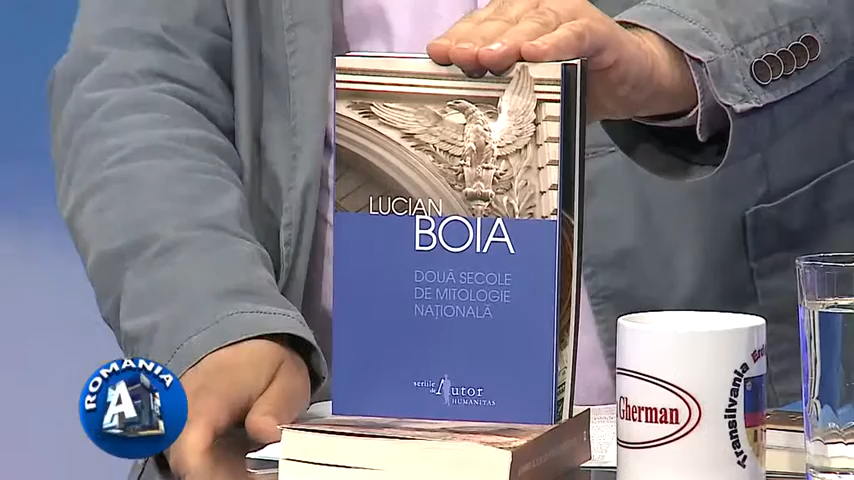 LUCIAN
BOIA
DOUĂ SECOLE
DE MITOLOGIE
NAȚIONALĂ
seriile de Autor
HUMANITAS
ROMANIA
A
Gherman
Transilvania